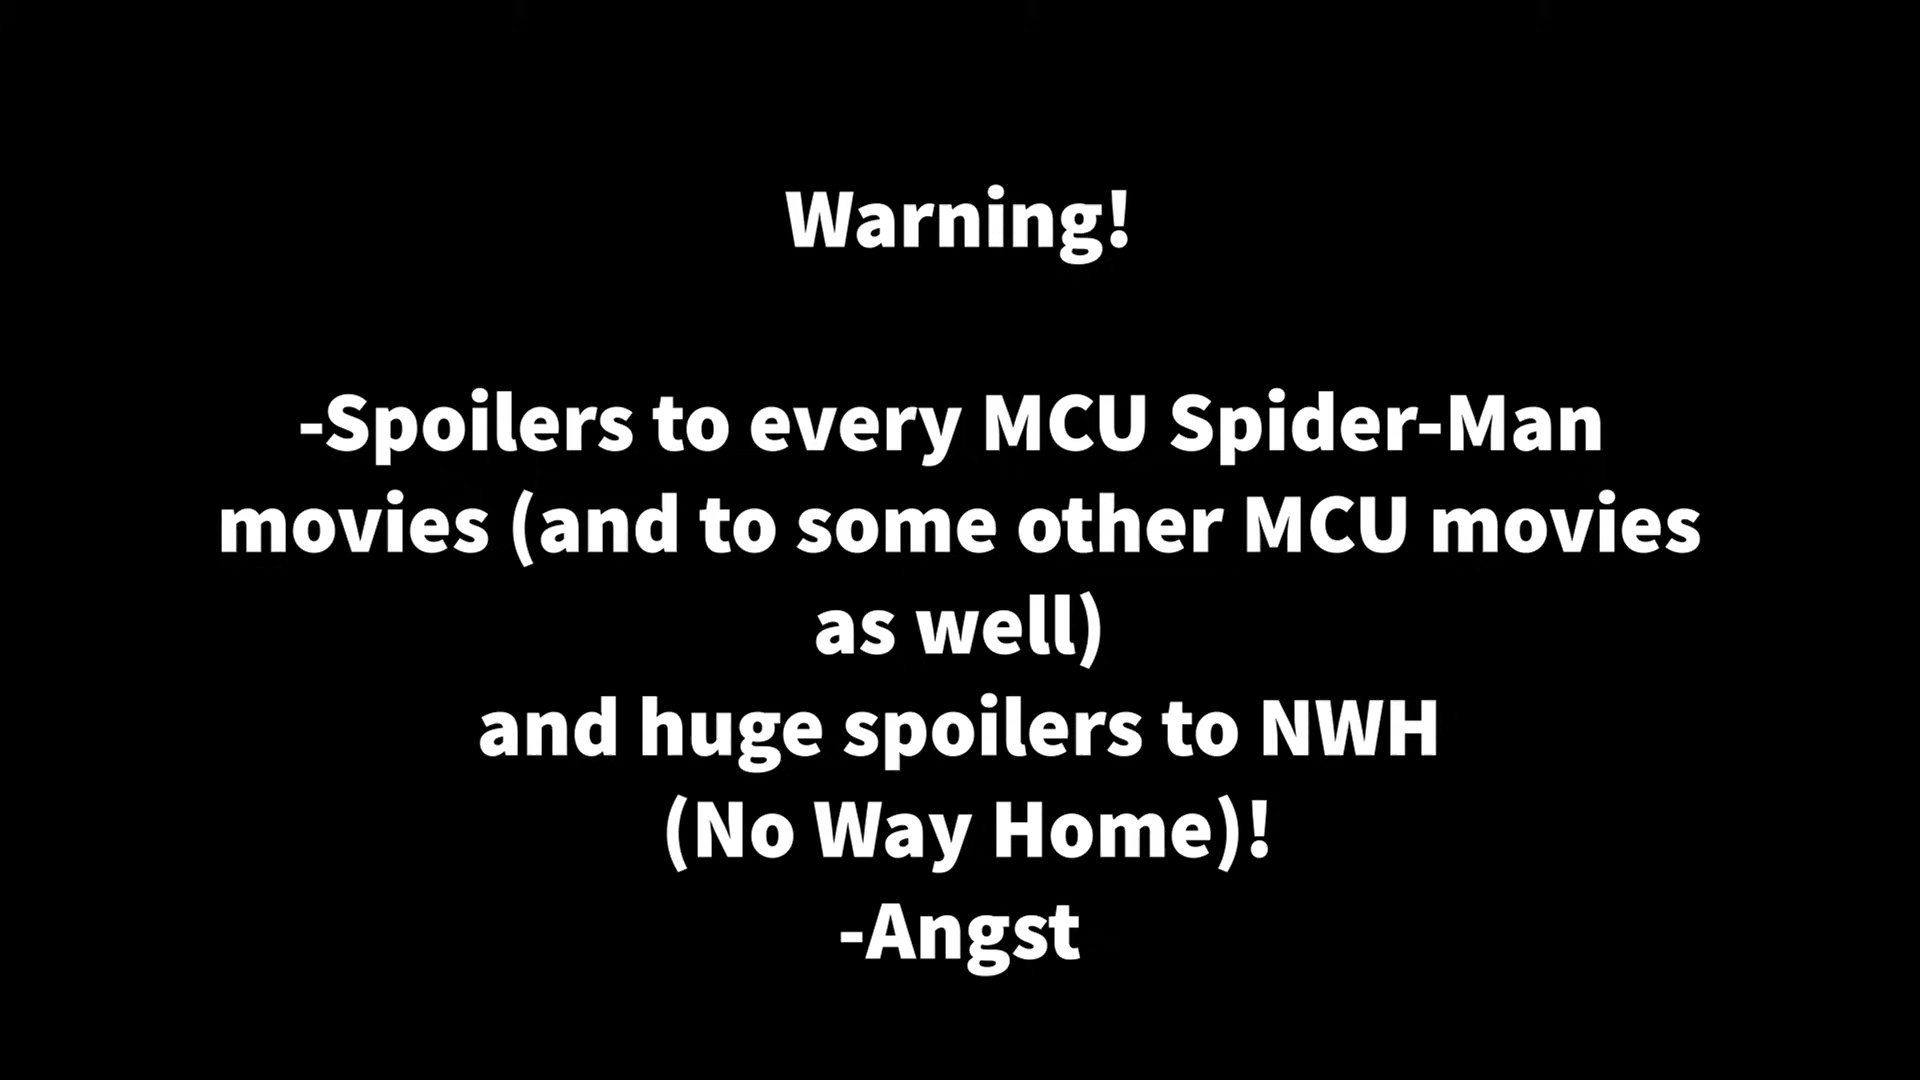 Warning!
-Spoilers to every MCU Spider-Man
movies (and to some other MCU movies
as well)
and huge spoilers to NWH
(No Way Home)!
-Angst